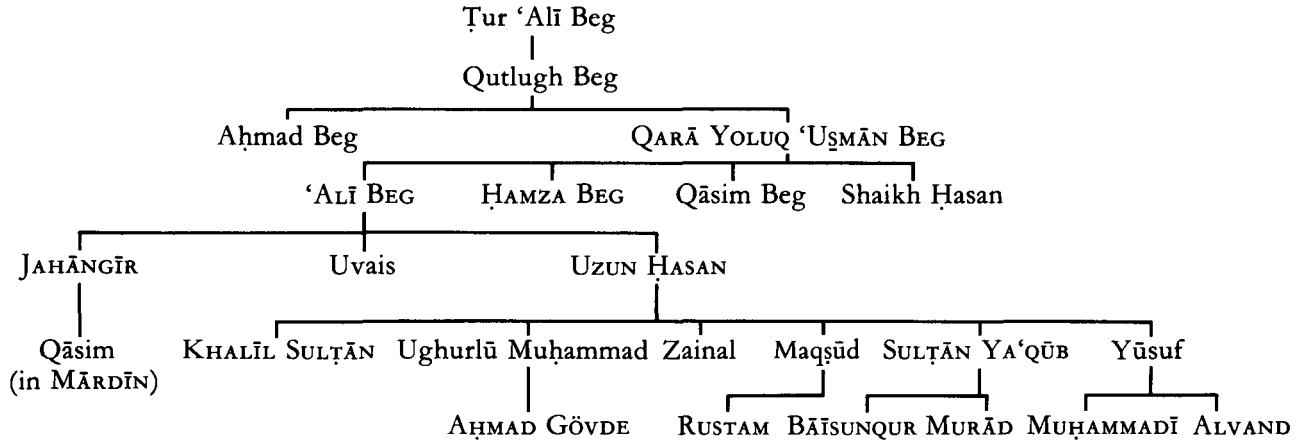 Ṭur ‘Alī Beg
Qutlugh Beg
Aḥmad Beg QARĀ YOLUQ ‘US̱MĀN BEG
‘ALĪ BEG ḤAMZA BEG Qāsim Beg Shaikh Ḥasan
JAHĀNGĪR Uvais UZUN ḤASAN
Qāsim KHALĪL SULṬĀN Ughurlū Muḥammad Zainal Maqṣūd SULṬĀN YA‘QŪB Yūsuf
(in MĀRDĪN)
AḤMAD GÖVDE RUSTAM BĀĪSUNQUR MURĀD MUḤAMMADĪ ALVAND